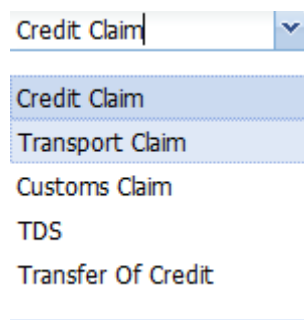 Credit Claim
Credit Claim
Transport Claim
Customs Claim
TDS
Transfer Of Credit